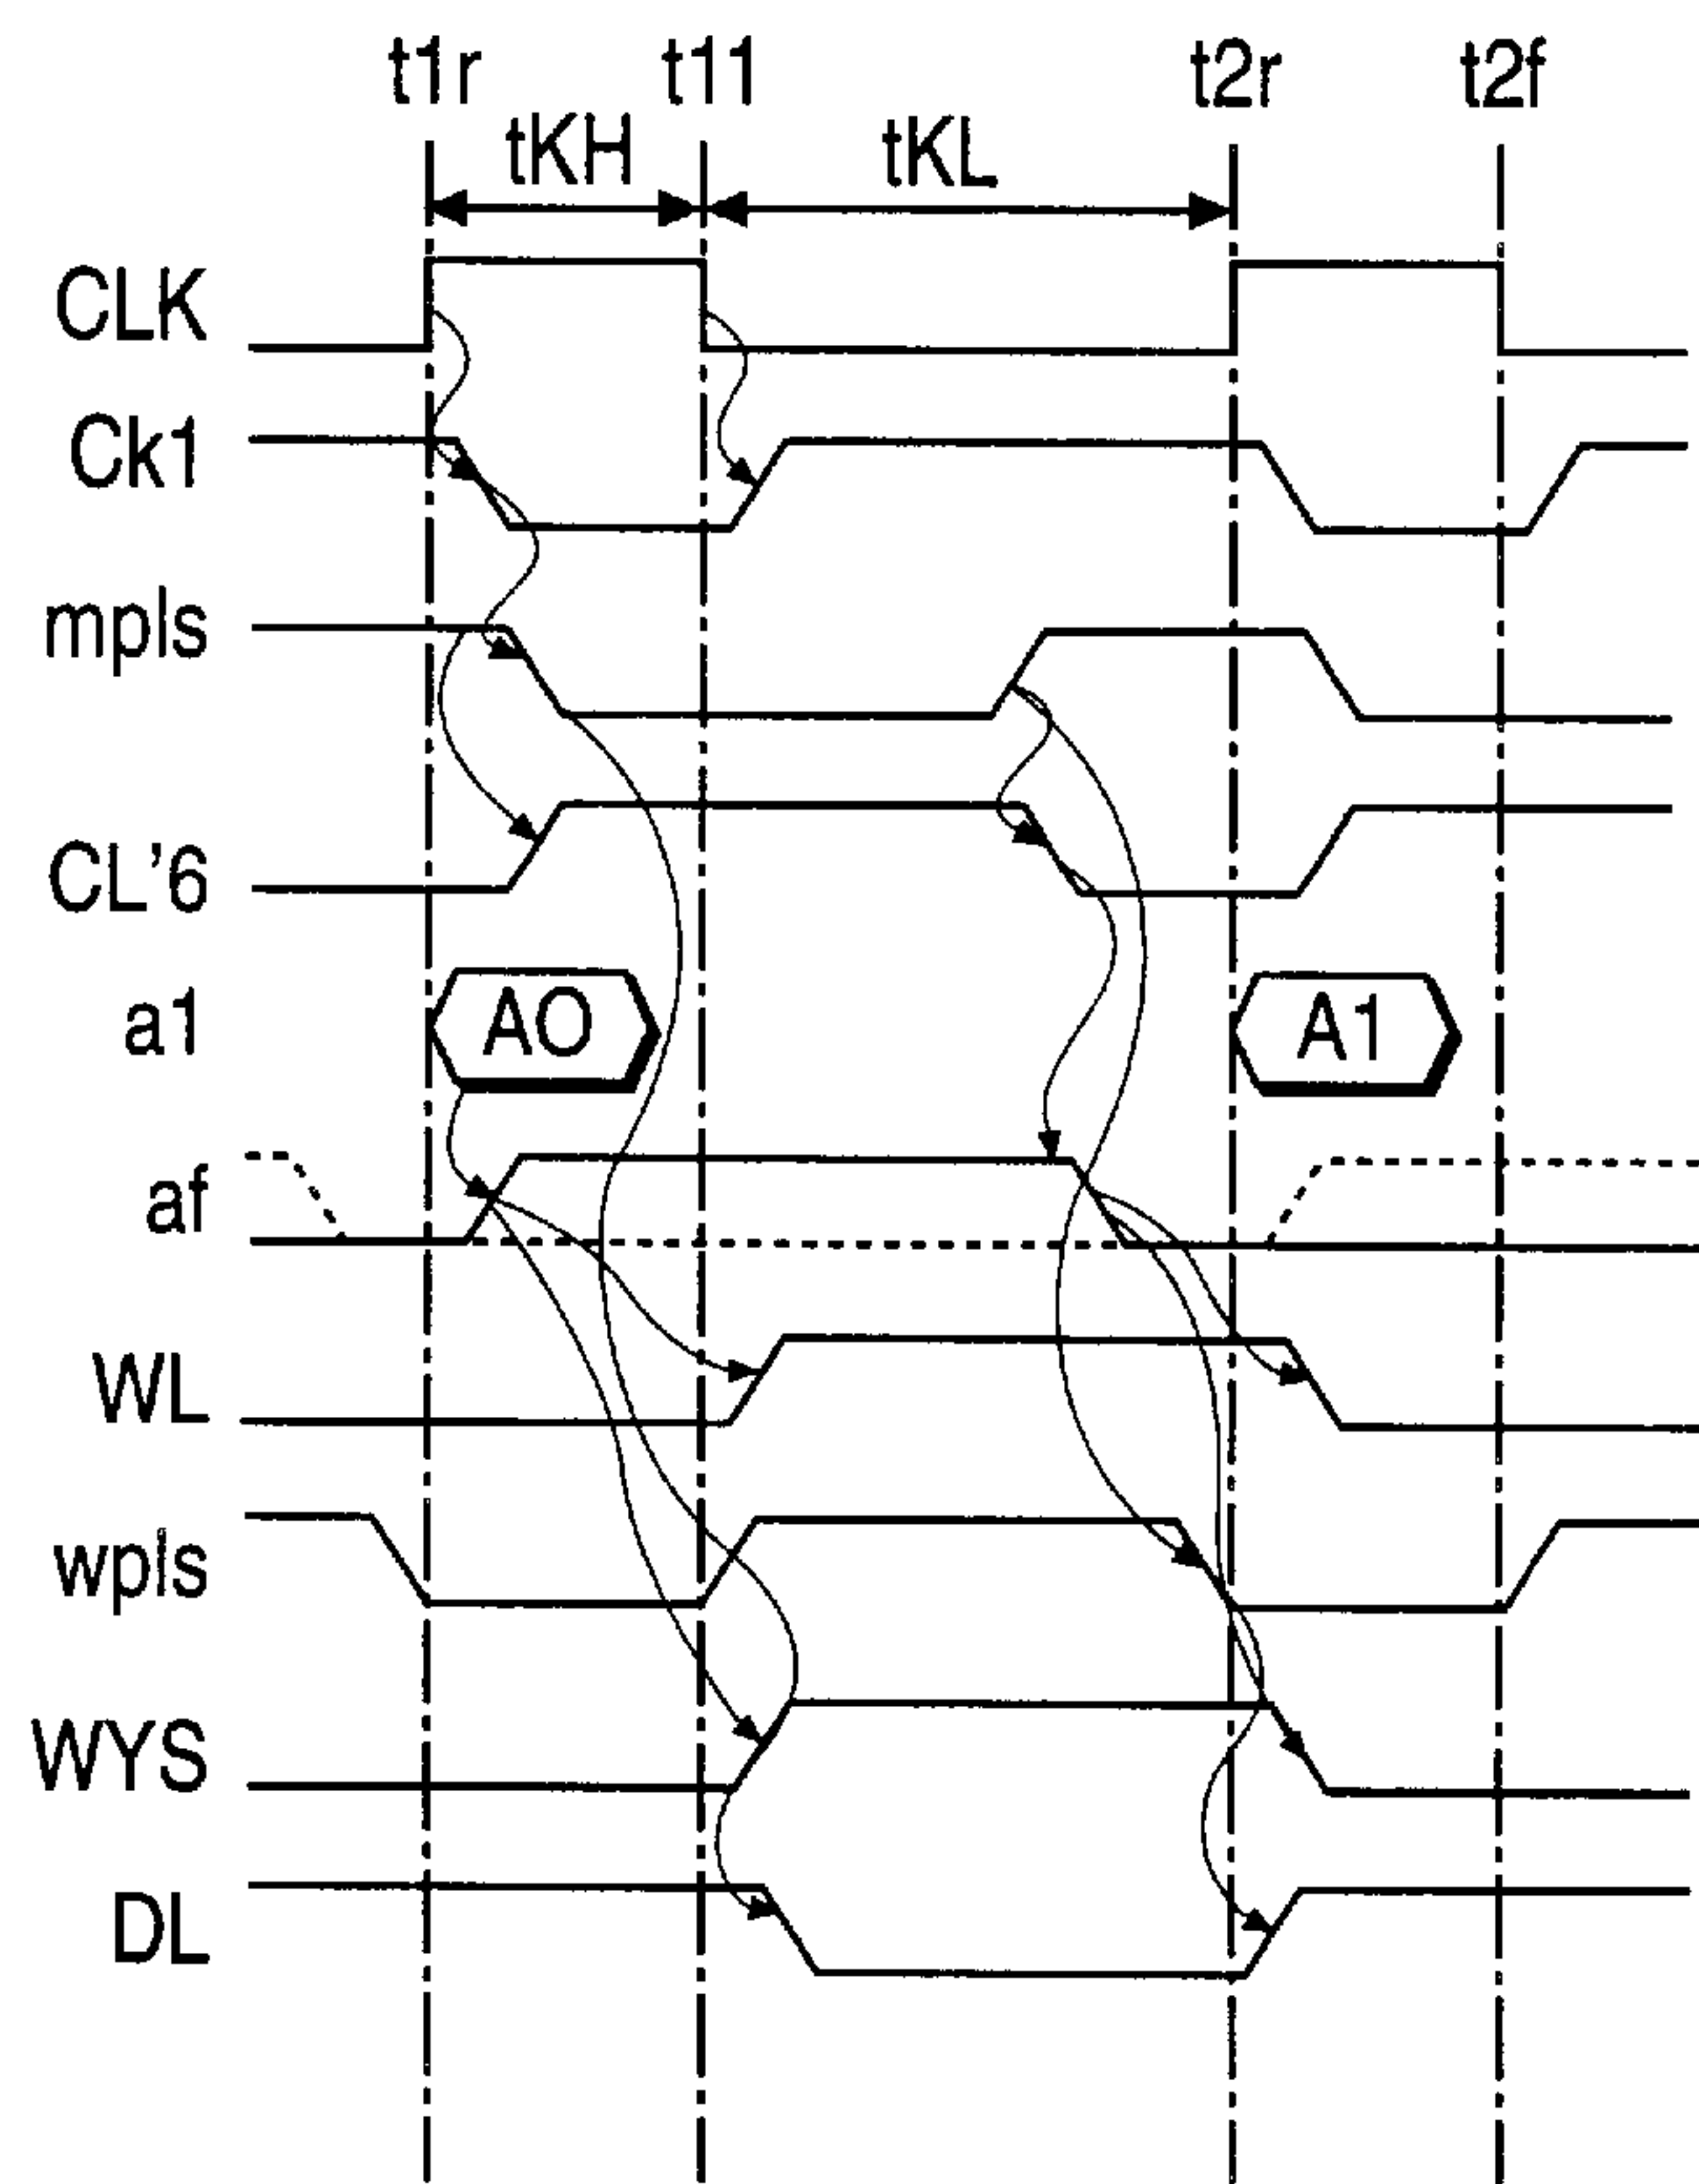 t1r t11 t2r t2f
tKH tKL
CLK
Ck1
mpls
CL'6
a1 AO A1
af
WL
wpls
WYS
DL